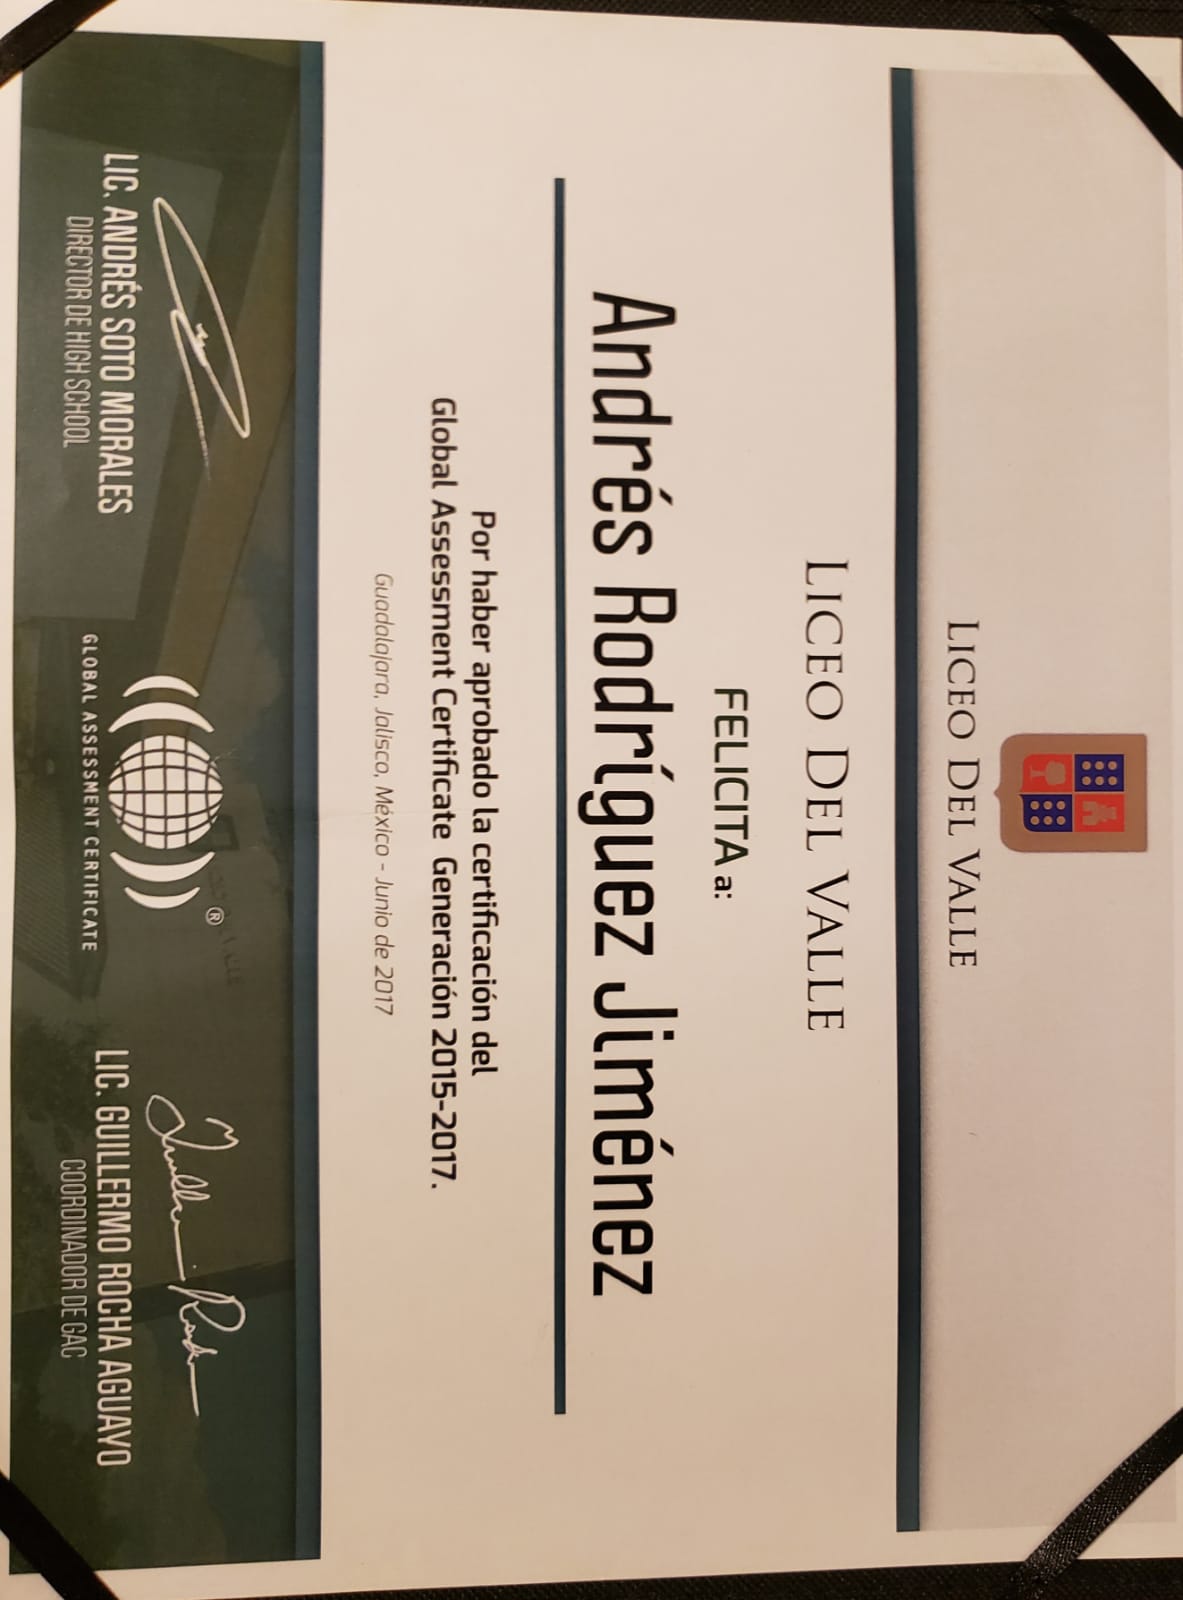 LICEO DEL VALLE
LICEO DEL VALLE
FELICITA a:
Andrés Rodríguez Jiménez
Por haber aprobado la certificación del
Global Assessment Certificate Generación 2015-2017.
Guadalajara, Jalisco, México - Junio de 2017
®
LIC. ANDRÉS SOTO MORALES
DIRECTOR DE HIGH SCHOOL
GLOBAL ASSESSMENT CERTIFICATE
LIC. GUILLERMO ROCHA AGUAYO
COORDINADOR DE GAC